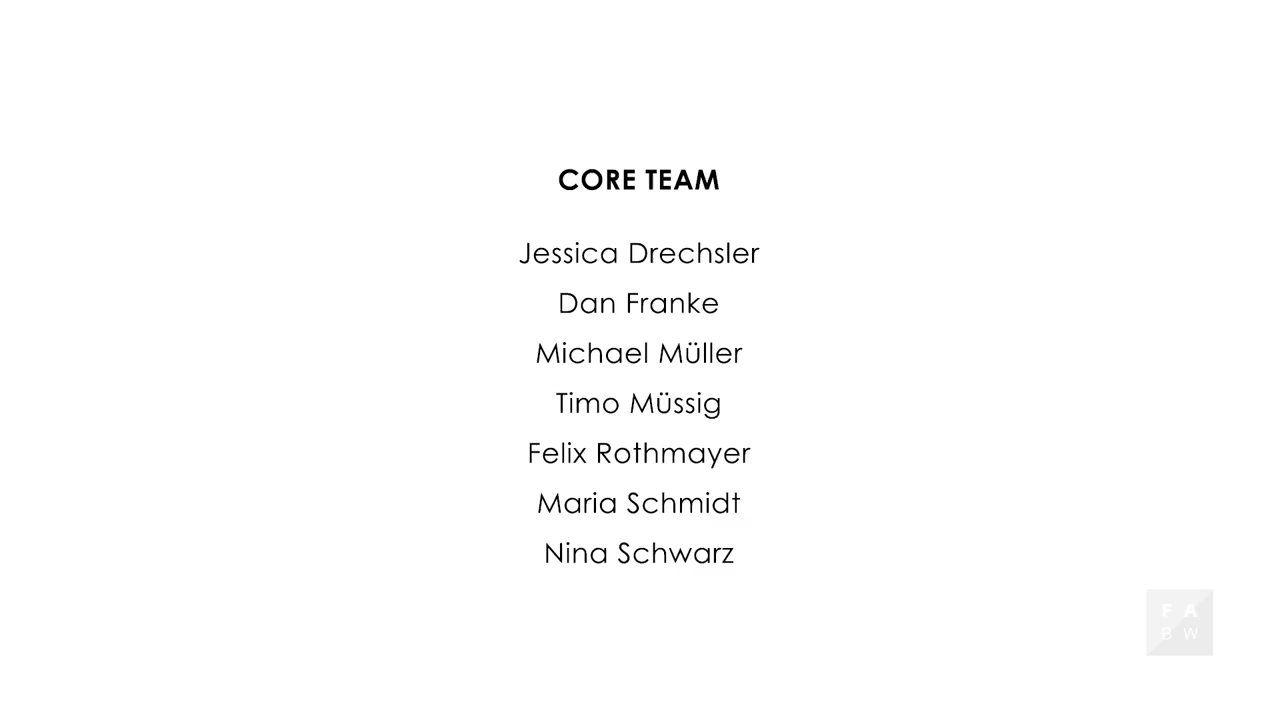 CORE TEAM
Jessica Drechsler
Dan Franke
Michael Müller
Timo Müssig
Felix Rothmayer
Maria Schmidt
Nina Schwarz
F A
B W